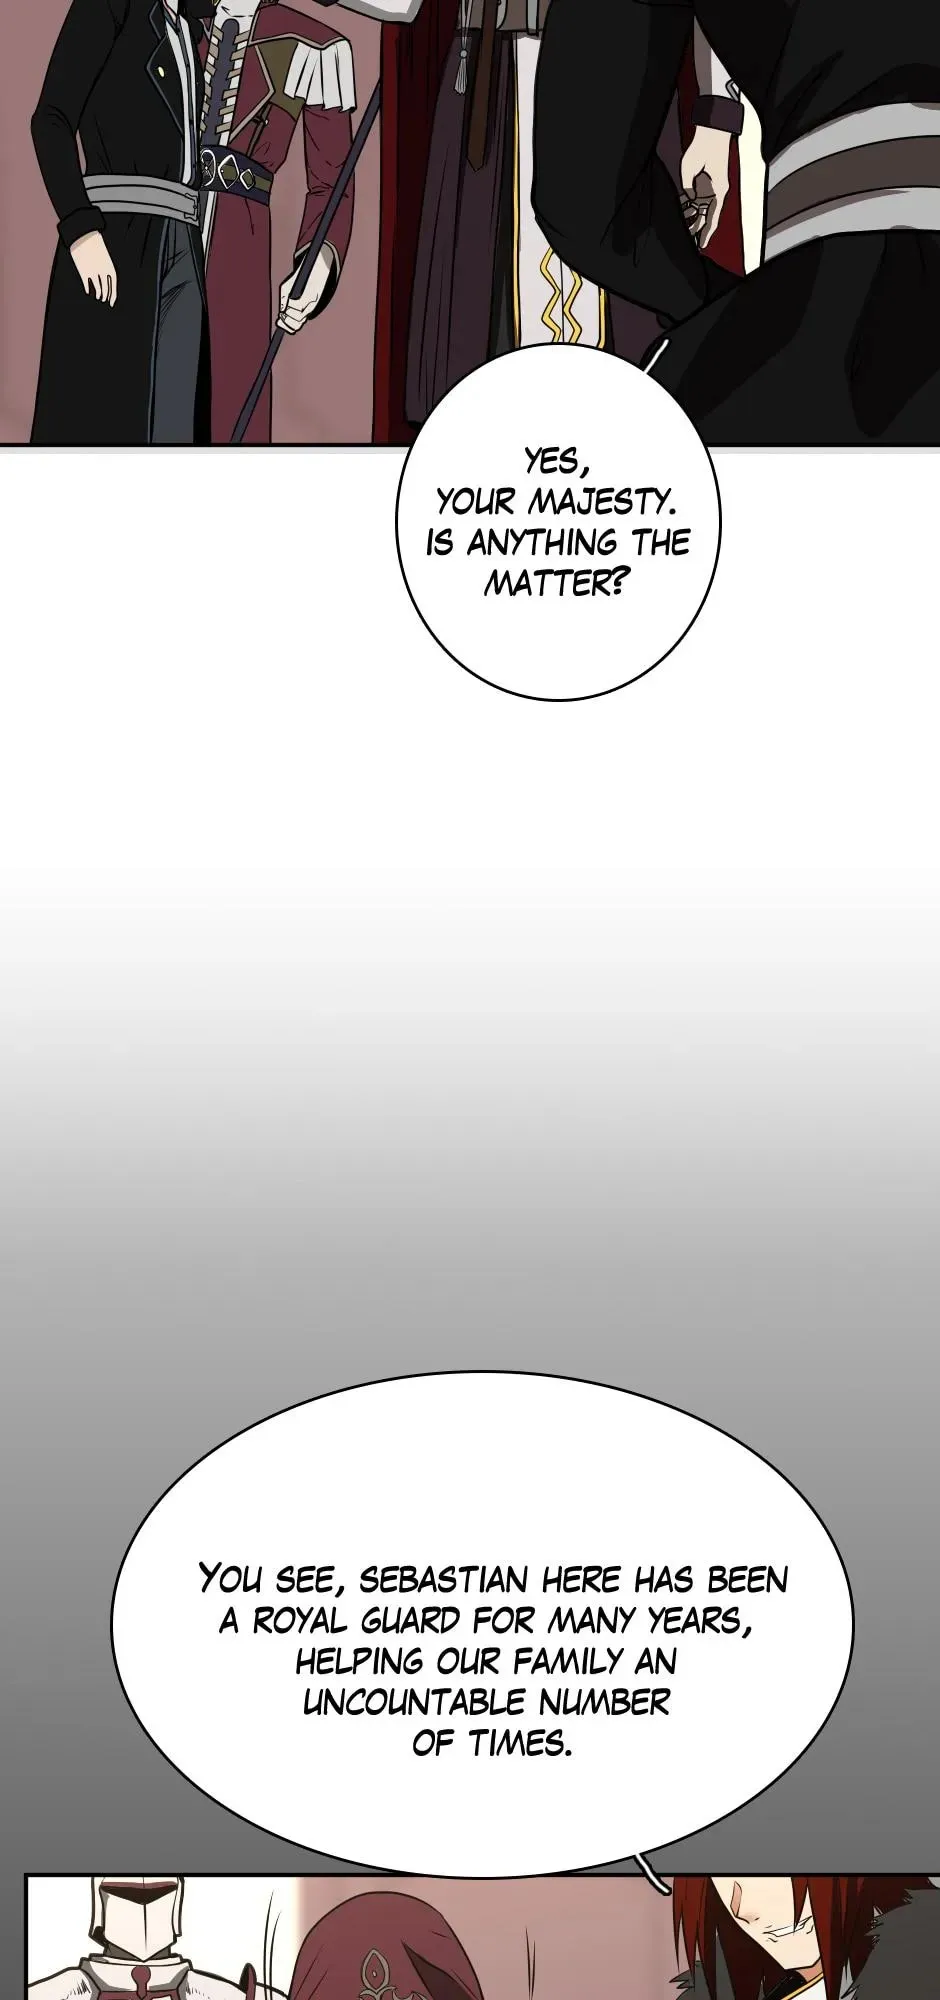 YES,
YOUR MAJESTY.
IS ANYTHING THE
MATTER?
YOU SEE, SEBASTIAN HERE HAS BEEN
A ROYAL GUARD FOR MANY YEARS,
HELPING OUR FAMILY AN
UNCOUNTABLE NUMBER
OF TIMES.